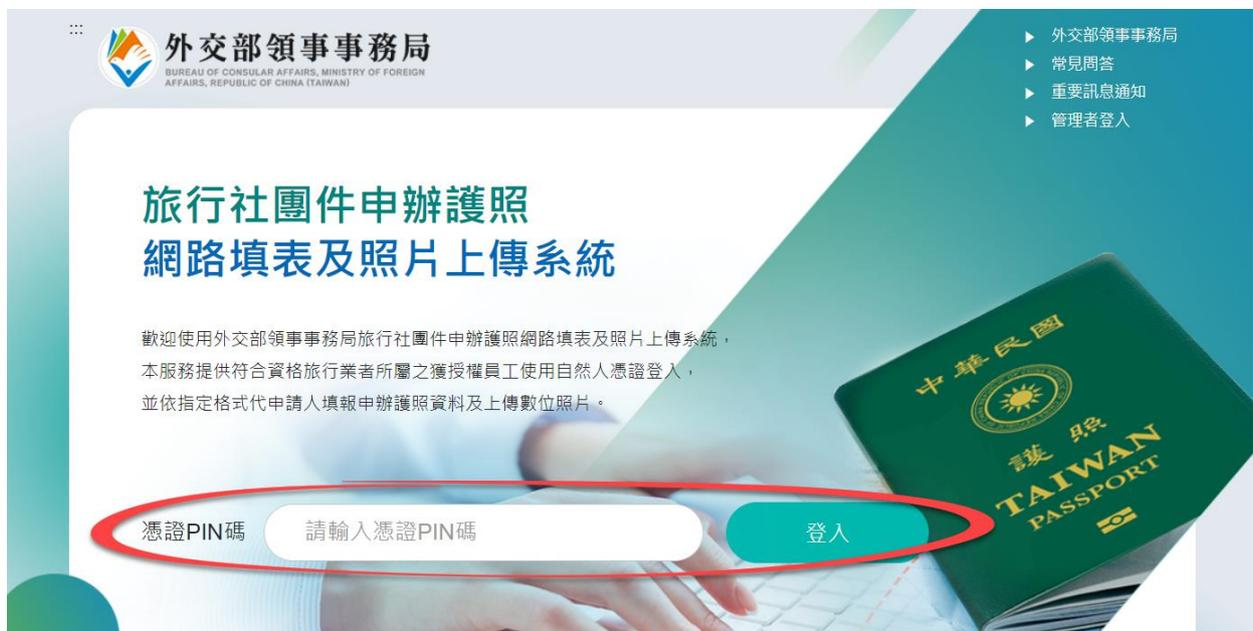 :::
外交部領事事務局
BUREAU OF CONSULAR AFFAIRS, MINISTRY OF FOREIGN
AFFAIRS, REPUBLIC OF CHINA (TAIWAN)
▶ 外交部領事事務局
▶ 常見問答
▶ 重要訊息通知
▶ 管理者登入
旅行社團件申辦護照
網路填表及照片上傳系統
歡迎使用外交部領事事務局旅行社團件申辦護照網路填表及照片上傳系統，
本服務提供符合資格旅行業者所屬之獲授權員工使用自然人憑證登入，
並依指定格式代申請人填報申辦護照資料及上傳數位照片。
中華民國
護照
TAIWAN
PASSPORT
憑證PIN碼 請輸入憑證PIN碼 登入